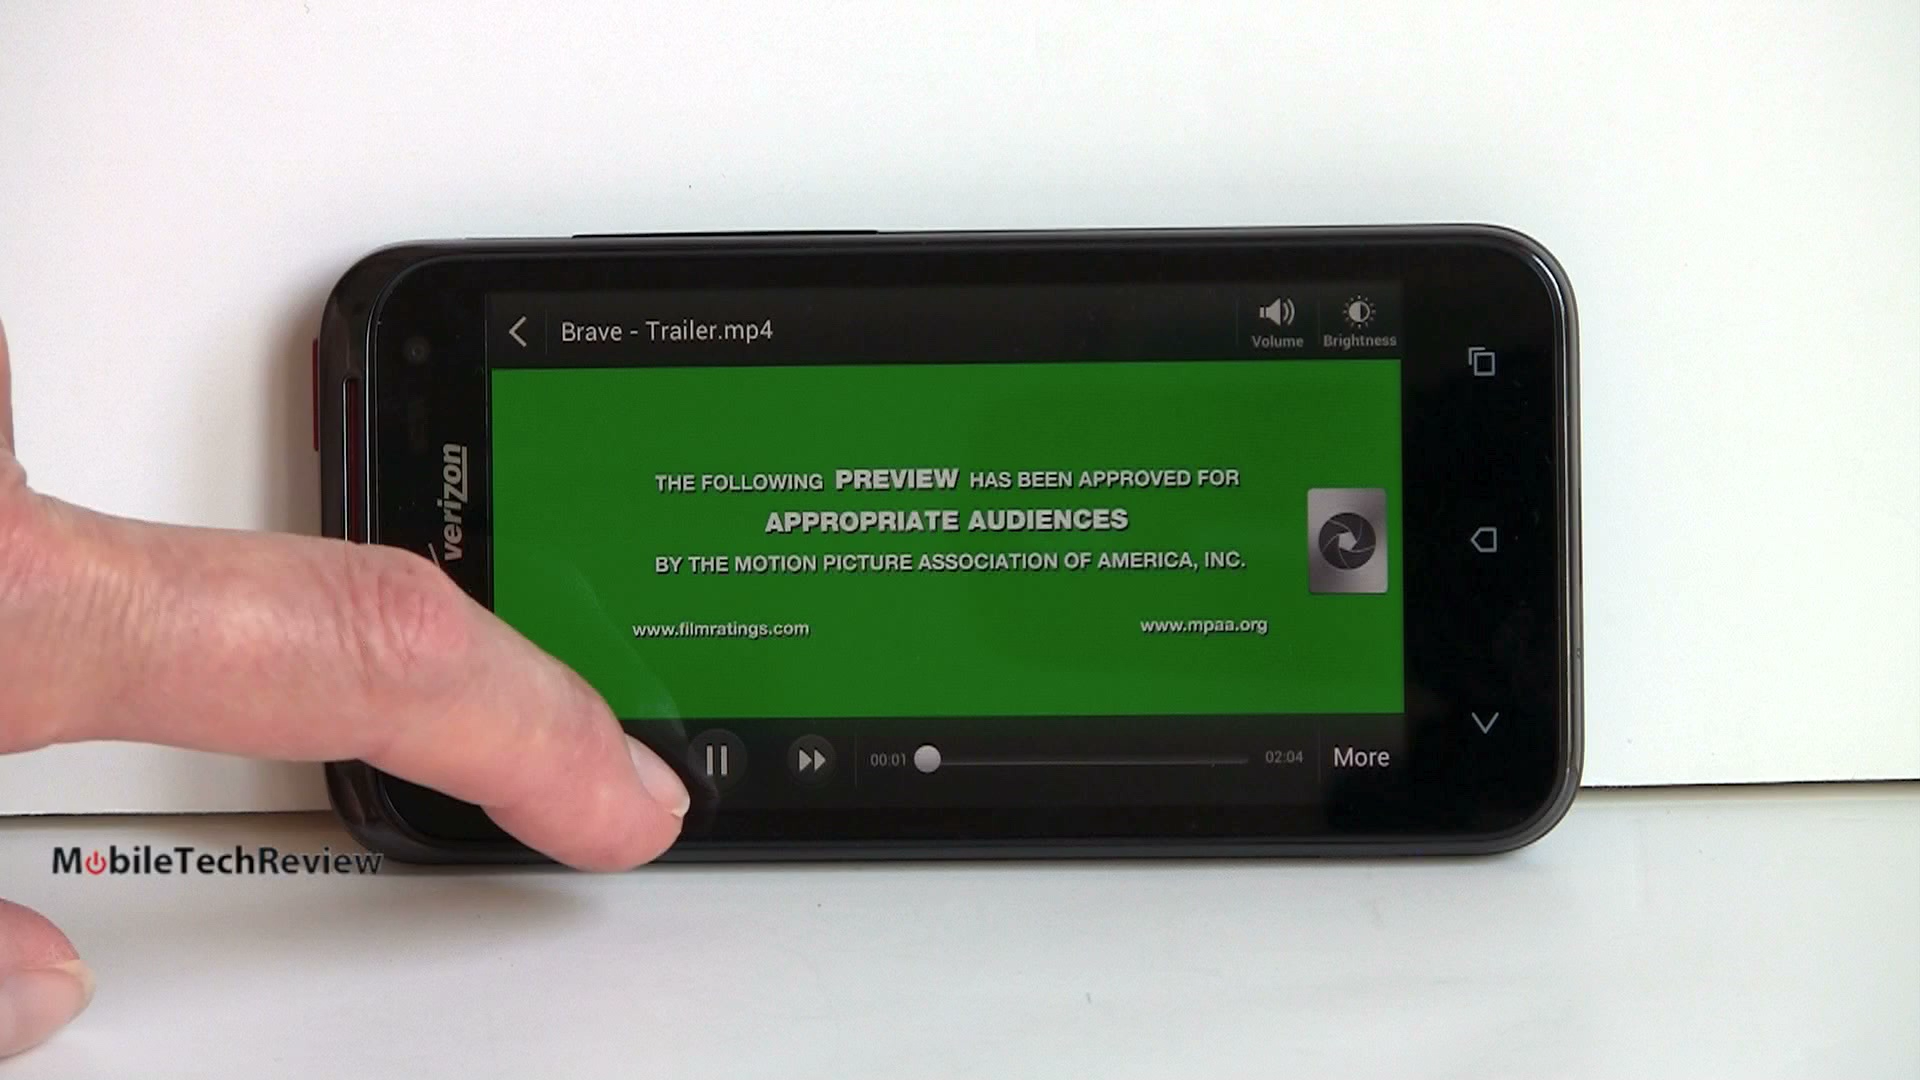 Brave - Trailer.mp4
Volume
Brightness
verizon
THE FOLLOWING PREVIEW HAS BEEN APPROVED FOR
APPROPRIATE AUDIENCES
BY THE MOTION PICTURE ASSOCIATION OF AMERICA, INC.
www.filmratings.com
www.mpaa.org
00:01
02:04
More
MobileTechReview